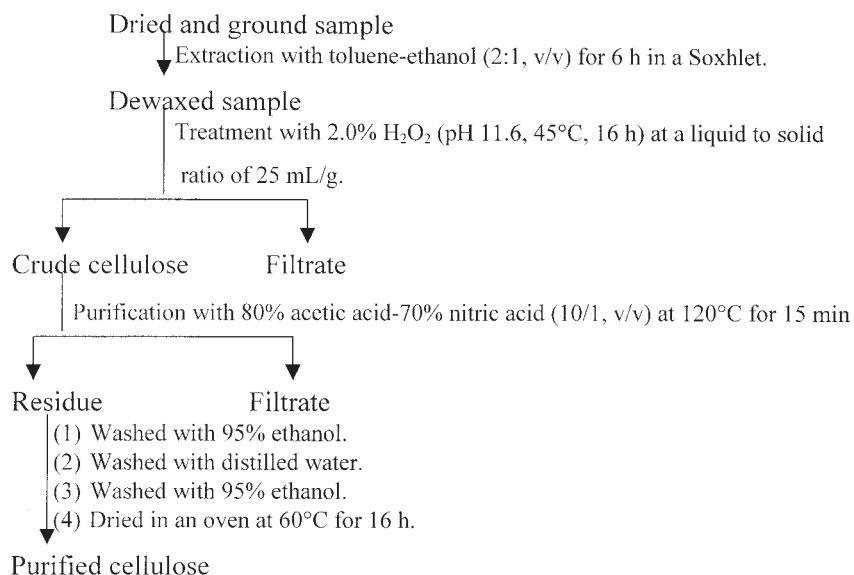 Dried and ground sample
Extraction with toluene-ethanol (2:1, v/v) for 6 h in a Soxhlet.
Dewaxed sample
Treatment with 2.0% H₂O₂ (pH 11.6, 45°C, 16 h) at a liquid to solid
ratio of 25 mL/g.
Crude cellulose Filtrate
Purification with 80% acetic acid-70% nitric acid (10/1, v/v) at 120°C for 15 min
Residue Filtrate
(1) Washed with 95% ethanol.
(2) Washed with distilled water.
(3) Washed with 95% ethanol.
(4) Dried in an oven at 60°C for 16 h.
Purified cellulose